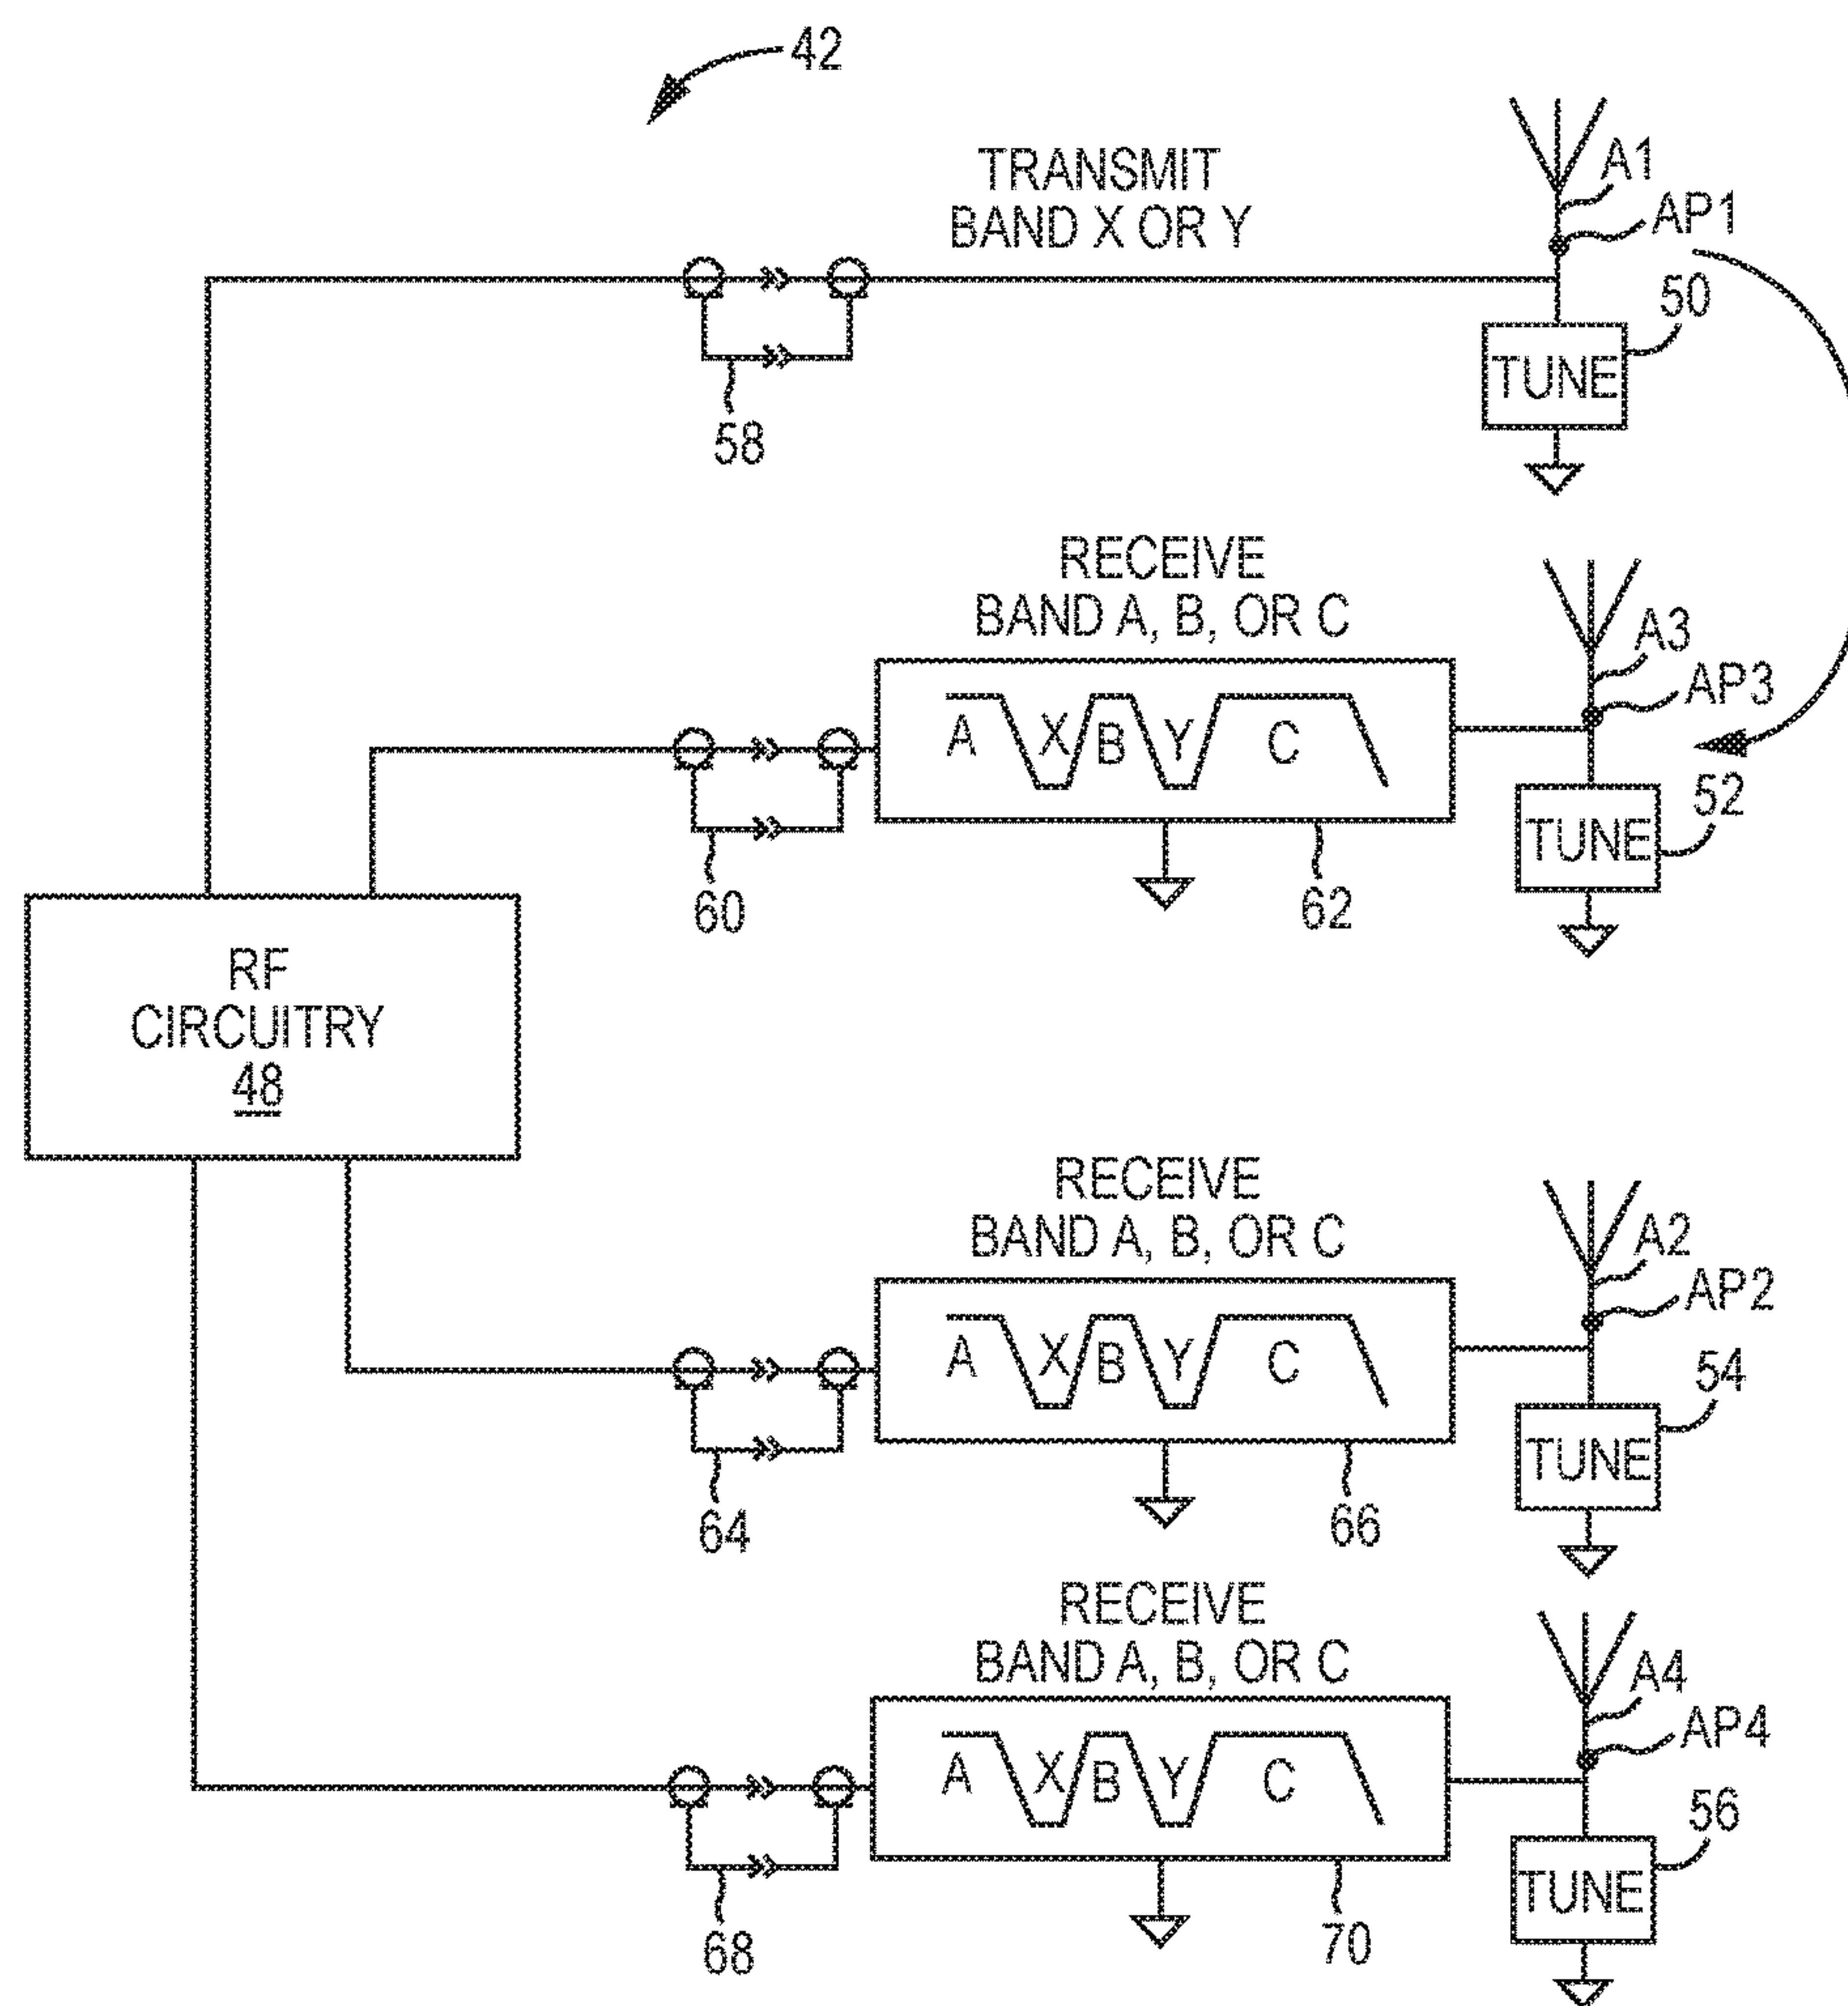 42
TRANSMIT
BAND X OR Y
A1
AP1
50
TUNE
58
RECEIVE
BAND A, B, OR C
A3
AP3
A X B Y C
52
TUNE
60
62
RF
CIRCUITRY
48
RECEIVE
BAND A, B, OR C
A2
AP2
A X B Y C
54
TUNE
64
66
RECEIVE
BAND A, B, OR C
A4
AP4
A X B Y C
56
TUNE
68
70